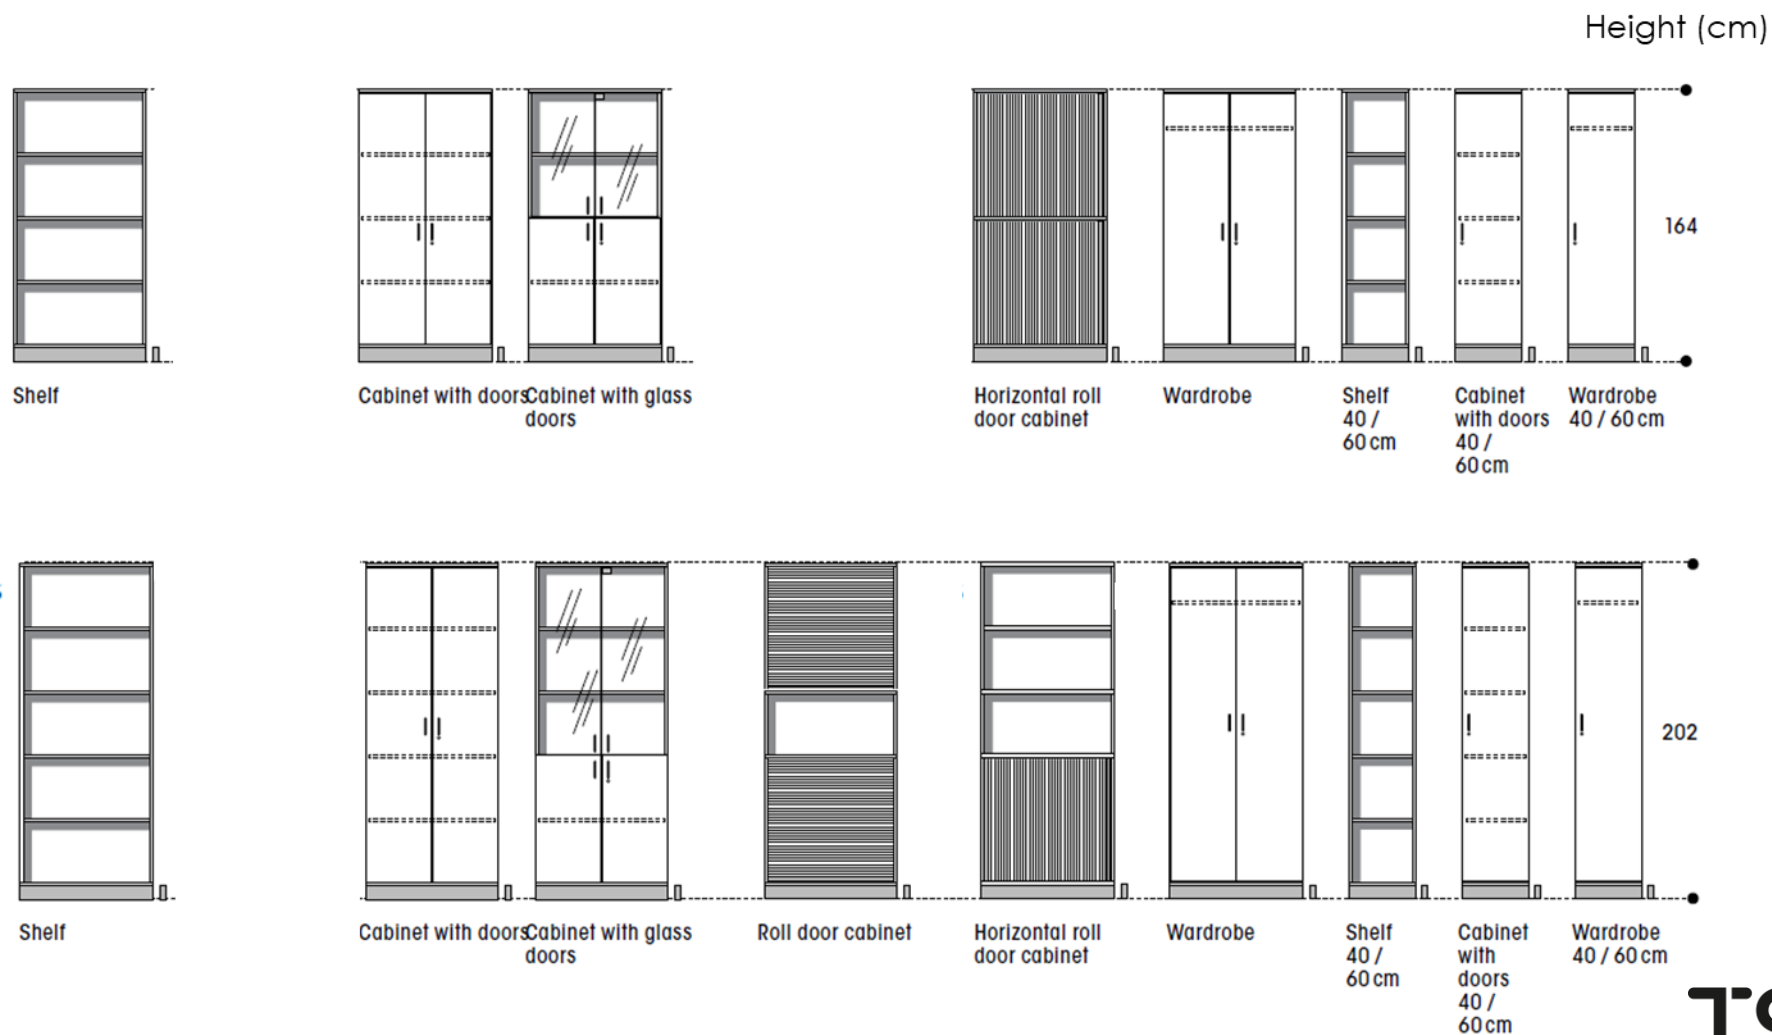 Height (cm)
164
Shelf
Cabinet with doors
Cabinet with glass
doors
Horizontal roll
door cabinet
Wardrobe
Shelf
40 /
60 cm
Cabinet
with doors
40 /
60 cm
Wardrobe
40 / 60 cm
202
Shelf
Cabinet with doors
Cabinet with glass
doors
Roll door cabinet
Horizontal roll
door cabinet
Wardrobe
Shelf
40 /
60 cm
Cabinet
with
doors
40 /
60 cm
Wardrobe
40 / 60 cm